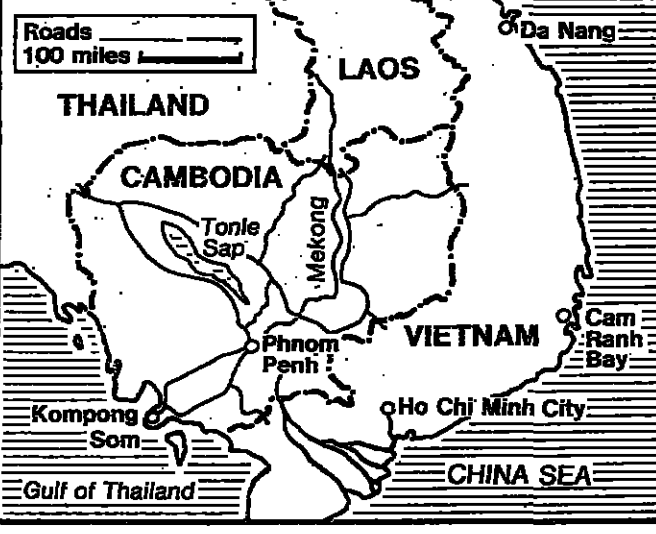 Roads
100 miles
Da Nang
LAOS
THAILAND
CAMBODIA
Tonle
Sap
Mekong
Cam
Ranh
Bay
VIETNAM
Phnom
Penh
Kompong
Som
Ho Chi Minh City
CHINA SEA
Gulf of Thailand